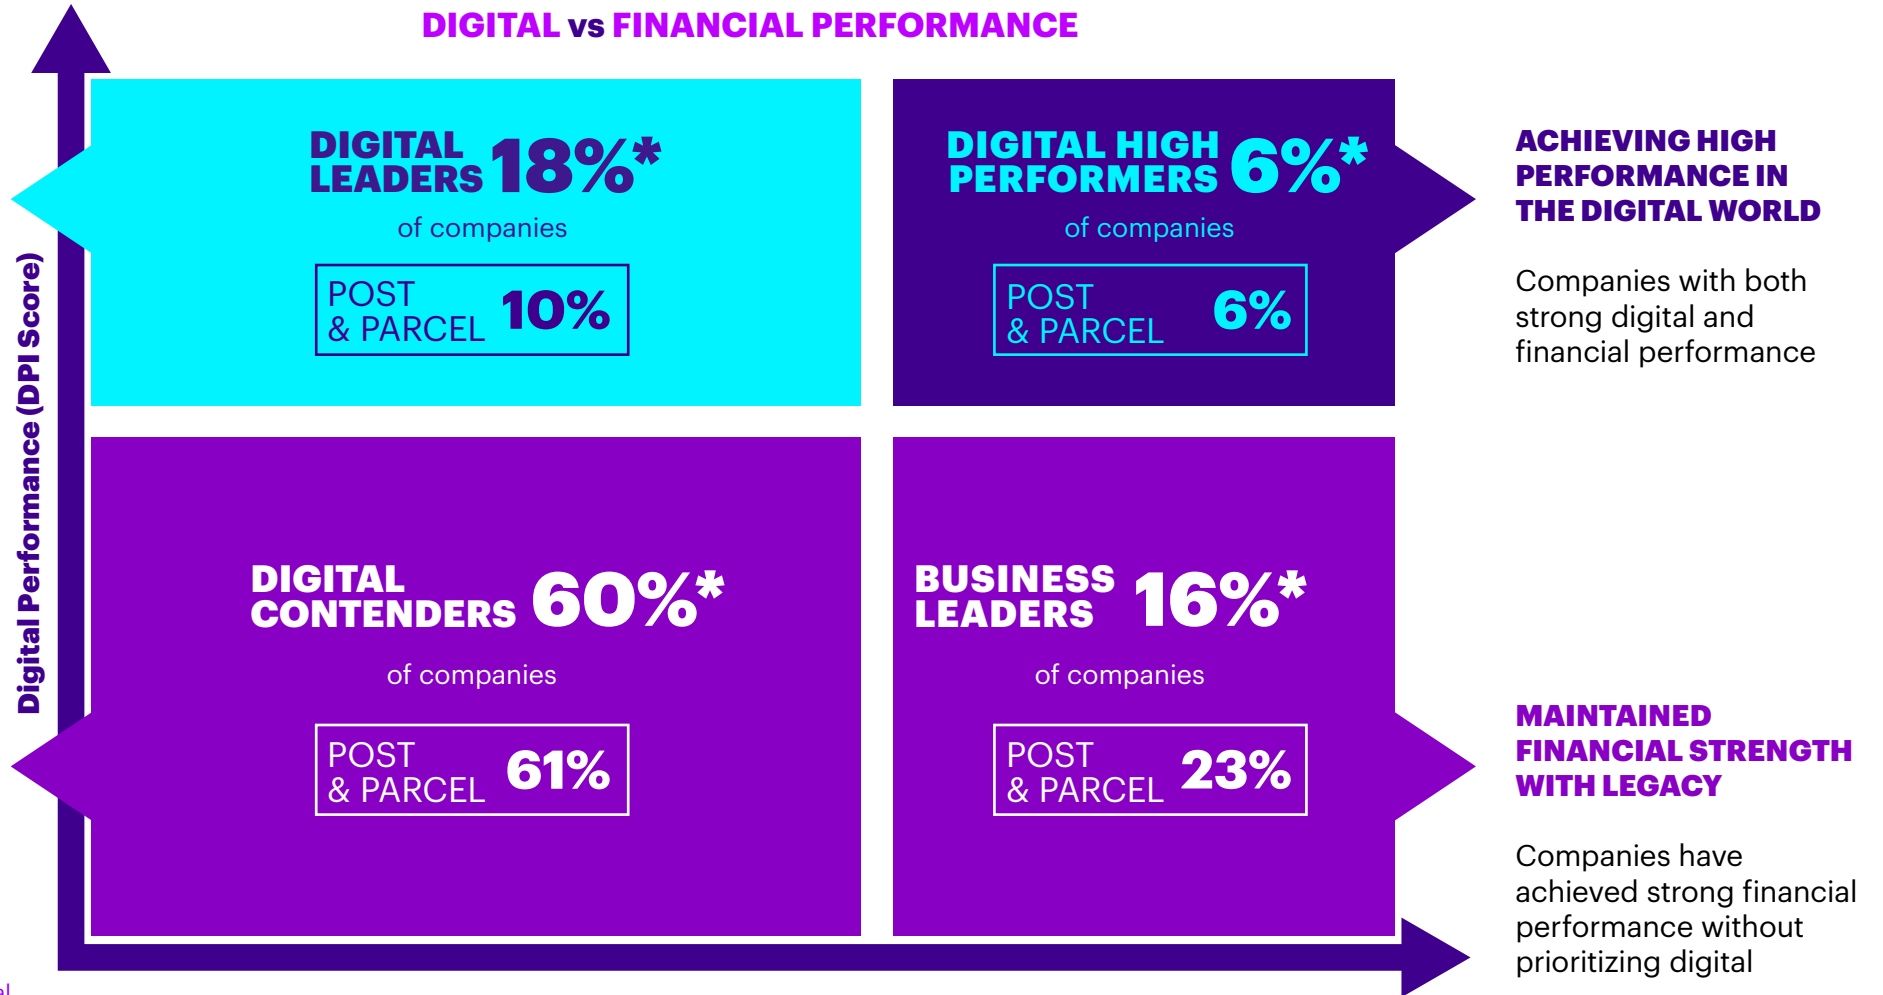 DIGITAL vs FINANCIAL PERFORMANCE
Digital Performance (DPI Score)
DIGITAL
LEADERS 18%*
of companies
POST
& PARCEL 10%
DIGITAL HIGH
PERFORMERS 6%*
of companies
POST
& PARCEL 6%
ACHIEVING HIGH
PERFORMANCE IN
THE DIGITAL WORLD
Companies with both
strong digital and
financial performance
DIGITAL
CONTENDERS 60%*
of companies
POST
& PARCEL 61%
BUSINESS
LEADERS 16%*
of companies
POST
& PARCEL 23%
MAINTAINED
FINANCIAL STRENGTH
WITH LEGACY
Companies have
achieved strong financial
performance without
prioritizing digital